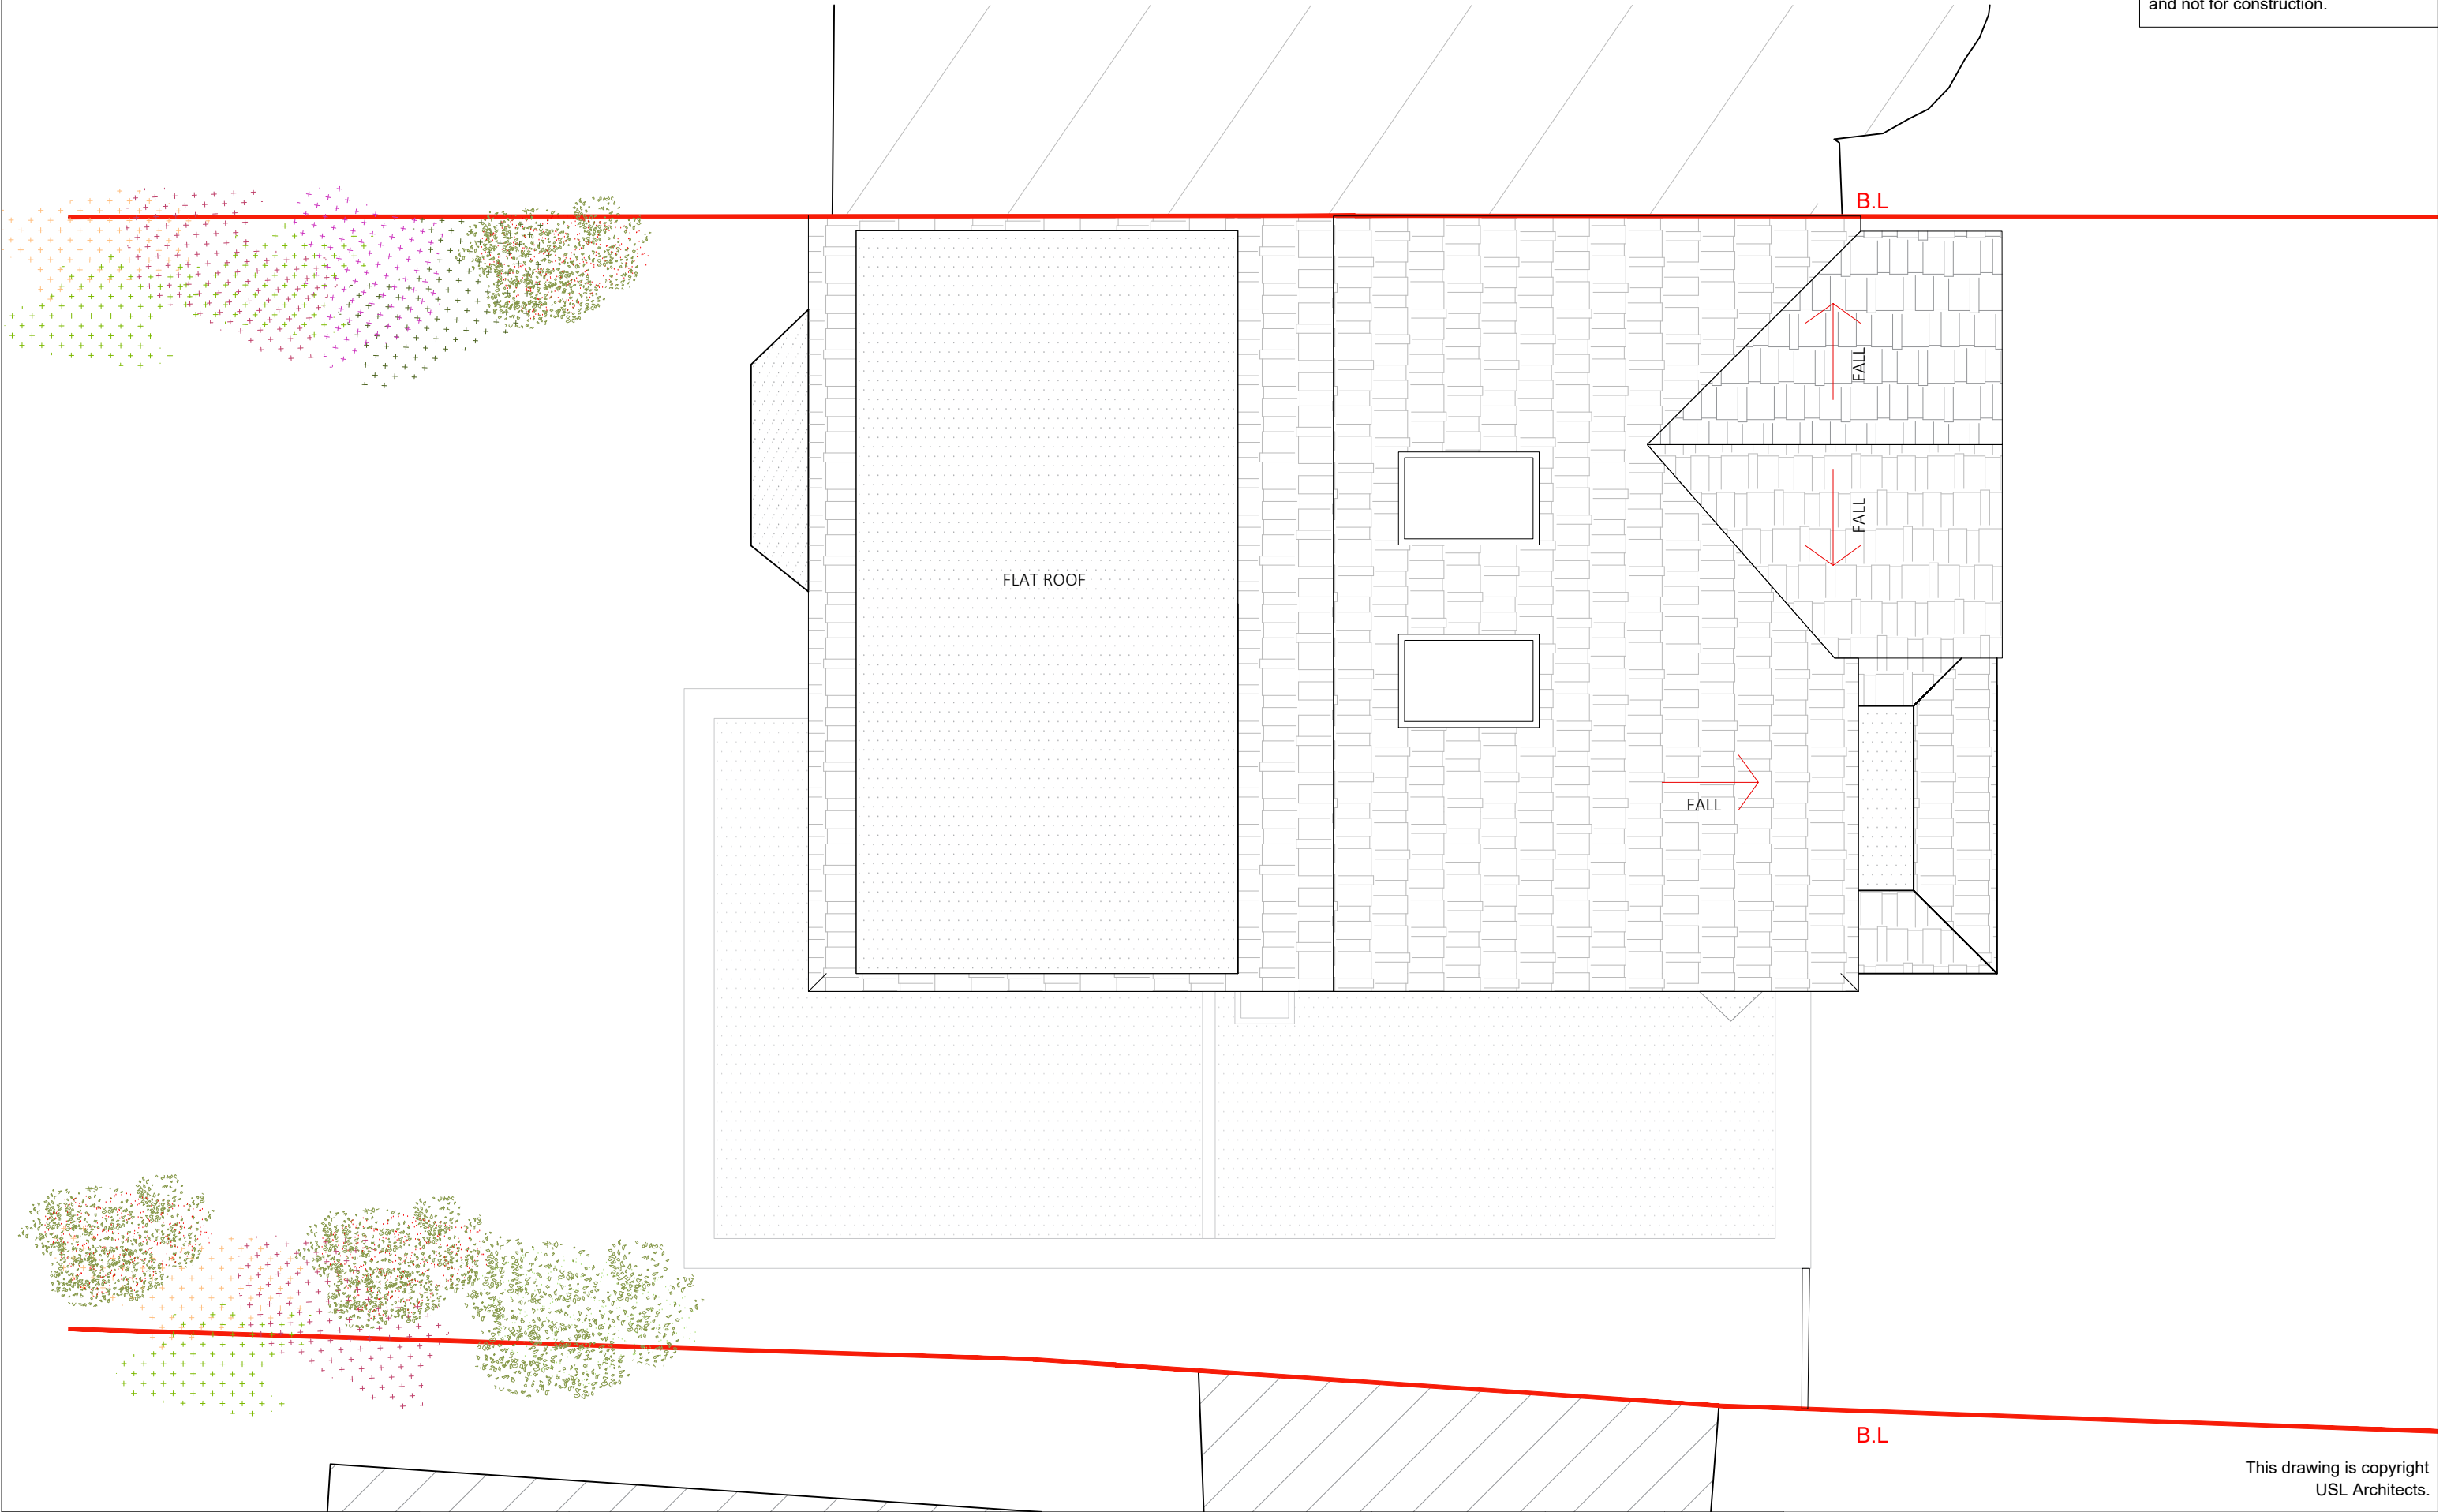 and not for construction.
B.L
FALL
FALL
FLAT ROOF
FALL
B.L
This drawing is copyright
USL Architects.